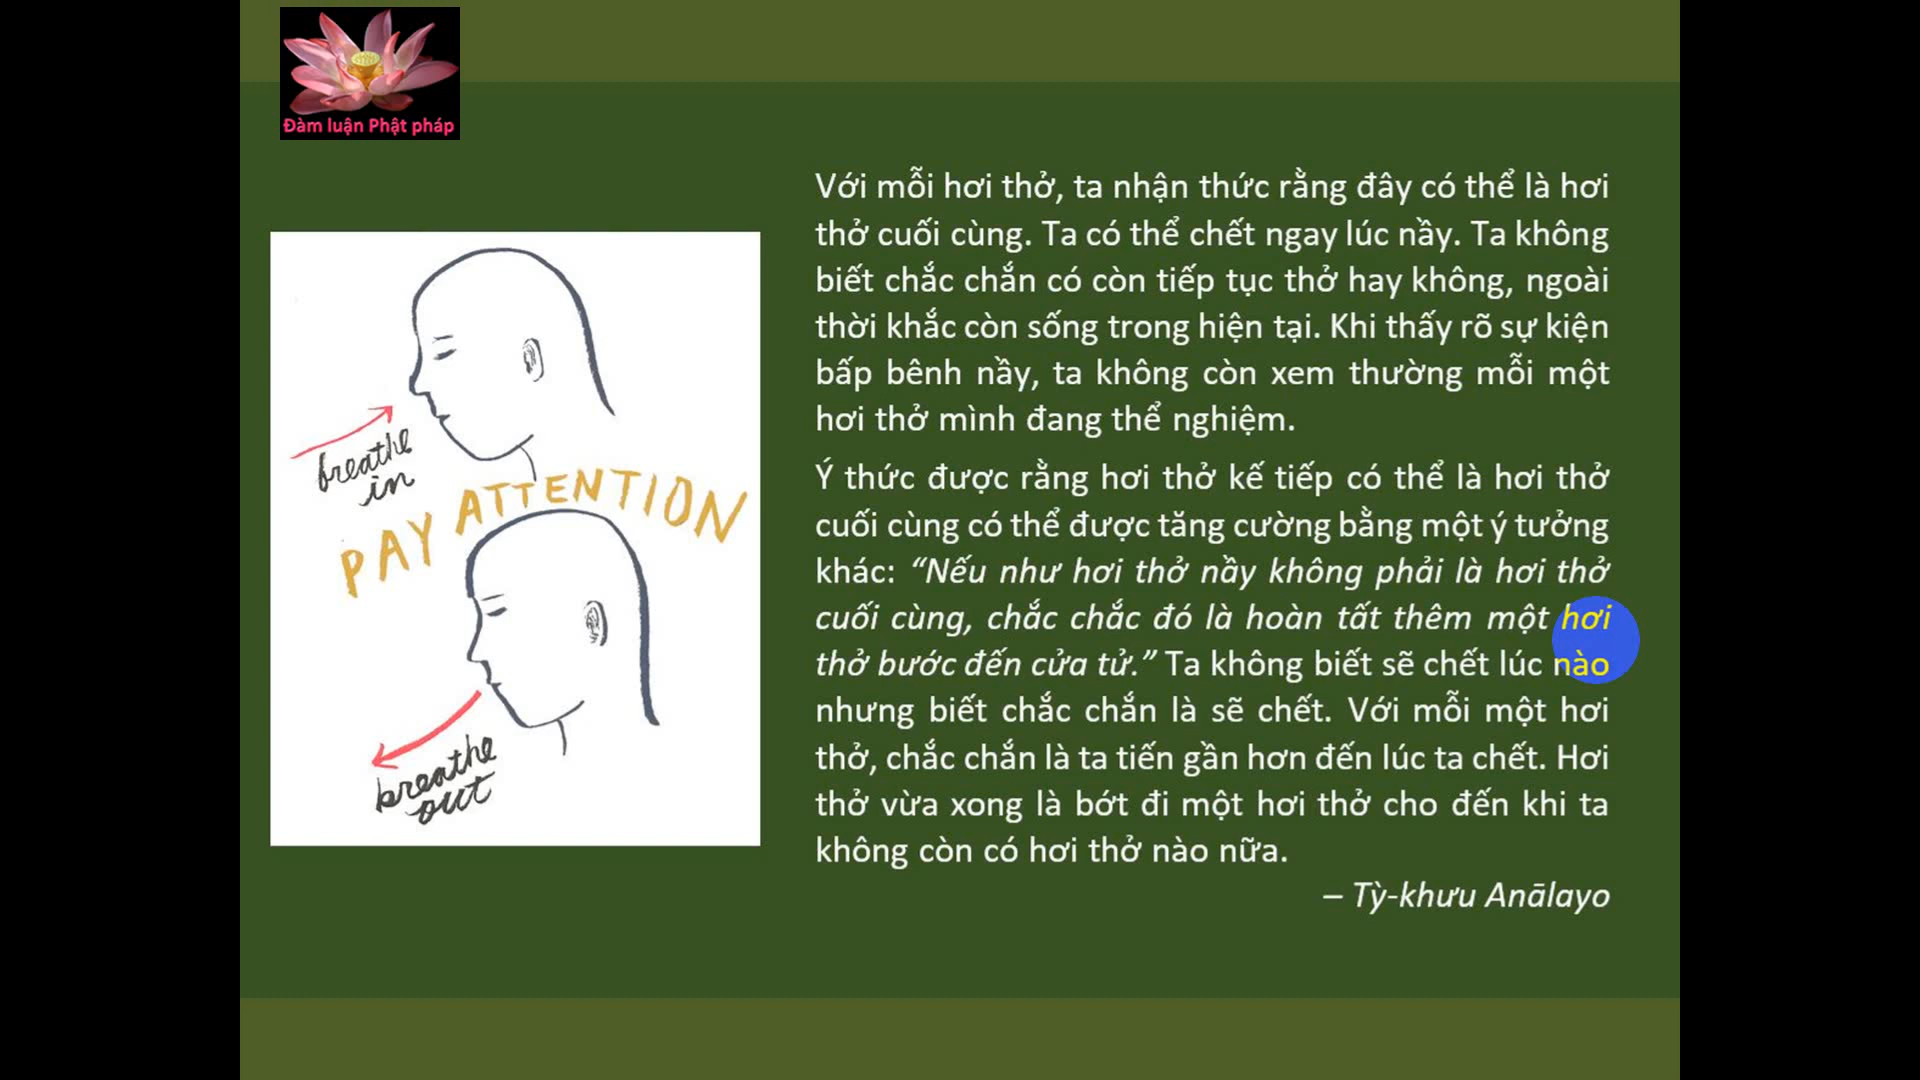 Đàm luận Phật pháp
Với mỗi hơi thở, ta nhận thức rằng đây có thể là hơi
thở cuối cùng. Ta có thể chết ngay lúc nầy. Ta không
biết chắc chắn có còn tiếp tục thở hay không, ngoài
thời khắc còn sống trong hiện tại. Khi thấy rõ sự kiện
bấp bênh nầy, ta không còn xem thường mỗi một
hơi thở mình đang thể nghiệm.
Ý thức được rằng hơi thở kế tiếp có thể là hơi thở
cuối cùng có thể được tăng cường bằng một ý tưởng
khác: “Nếu như hơi thở nầy không phải là hơi thở
cuối cùng, chắc chắc đó là hoàn tất thêm một hơi
thở bước đến cửa tử.” Ta không biết sẽ chết lúc nào
nhưng biết chắc chắn là sẽ chết. Với mỗi một hơi
thở, chắc chắn là ta tiến gần hơn đến lúc ta chết. Hơi
thở vừa xong là bớt đi một hơi thở cho đến khi ta
không còn có hơi thở nào nữa.
– Tỳ-khưu Anālayo
breathe
in
PAY ATTENTION
breathe
out